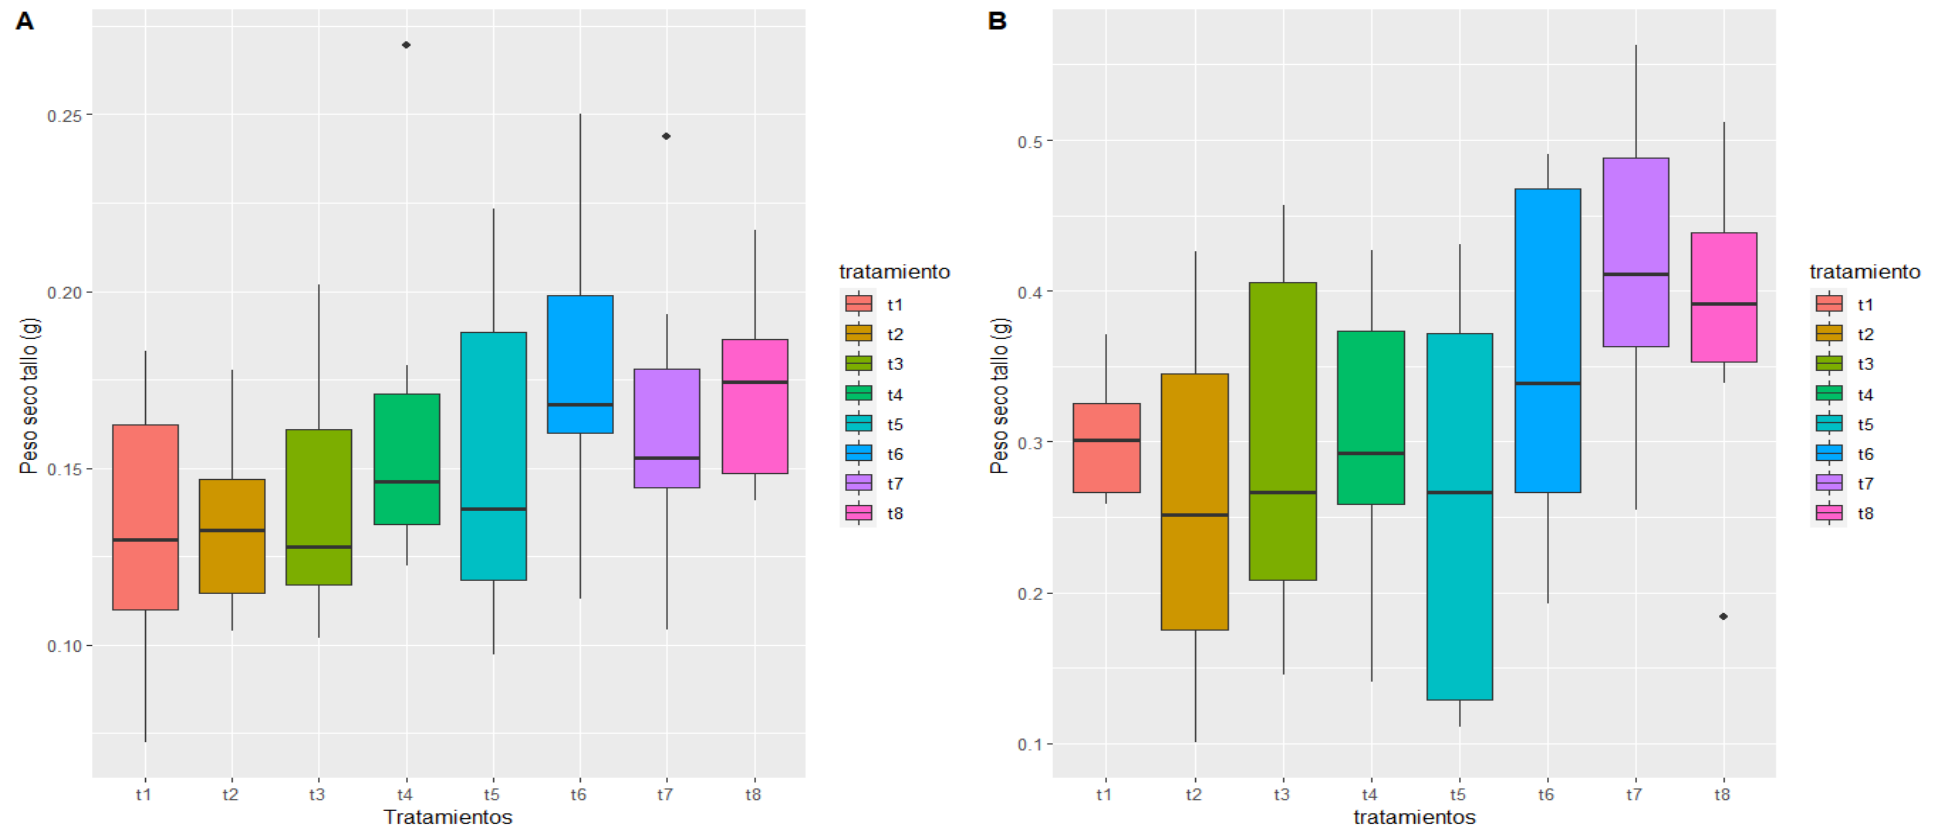 A
Peso seco tallo (g)
0.25
0.20
0.15
0.10
t1 t2 t3 t4 t5 t6 t7 t8
Tratamientos
tratamiento
t1
t2
t3
t4
t5
t6
t7
t8
B
Peso seco tallo (g)
0.5
0.4
0.3
0.2
0.1
t1 t2 t3 t4 t5 t6 t7 t8
tratamientos
tratamiento
t1
t2
t3
t4
t5
t6
t7
t8